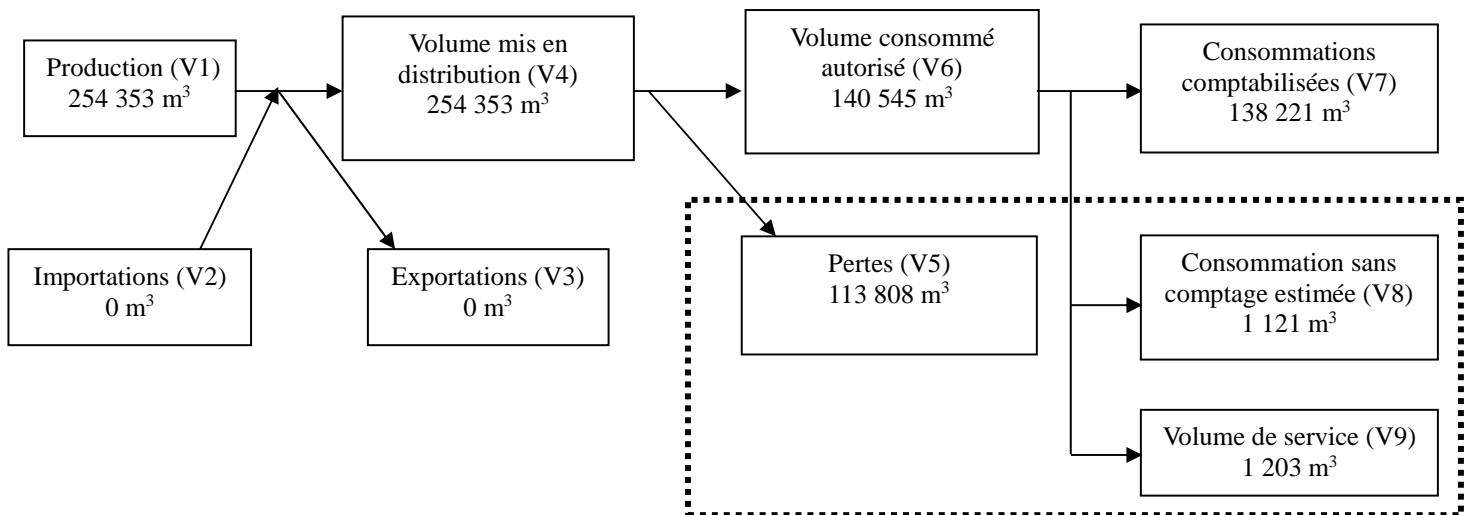 Production (V1)
254 353 m³
Volume mis en
distribution (V4)
254 353 m³
Volume consommé
autorisé (V6)
140 545 m³
Consommations
comptabilisées (V7)
138 221 m³
Importations (V2)
0 m³
Exportations (V3)
0 m³
Pertes (V5)
113 808 m³
Consommation sans
comptage estimée (V8)
1 121 m³
Volume de service (V9)
1 203 m³